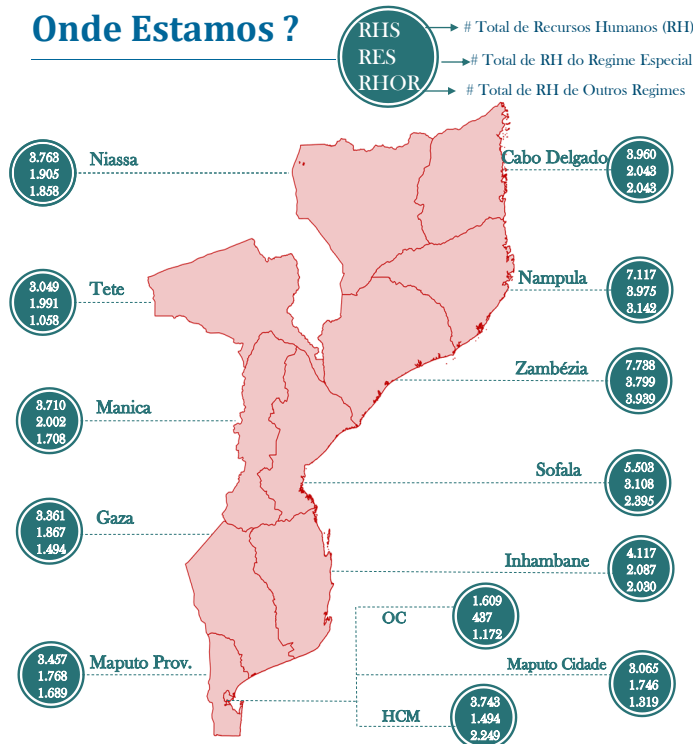 Onde Estamos ?
RHS
# Total de Recursos Humanos (RH)
RES
# Total de RH do Regime Especial
RHOR
# Total de RH de Outros Regimes
3.763
1.905
1.858
Niassa
Cabo Delgado
3.960
2.043
2.043
3.049
1.991
1.058
Tete
Nampula
7.117
3.975
3.142
Zambézia
7.738
3.799
3.939
3.710
2.002
1.708
Manica
Sofala
5.503
3.108
2.395
3.361
1.867
1.494
Gaza
Inhambane
4.117
2.087
2.030
OC
1.609
437
1.172
3.457
1.768
1.689
Maputo Prov.
Maputo Cidade
3.065
1.746
1.319
HCM
3.743
1.494
2.249